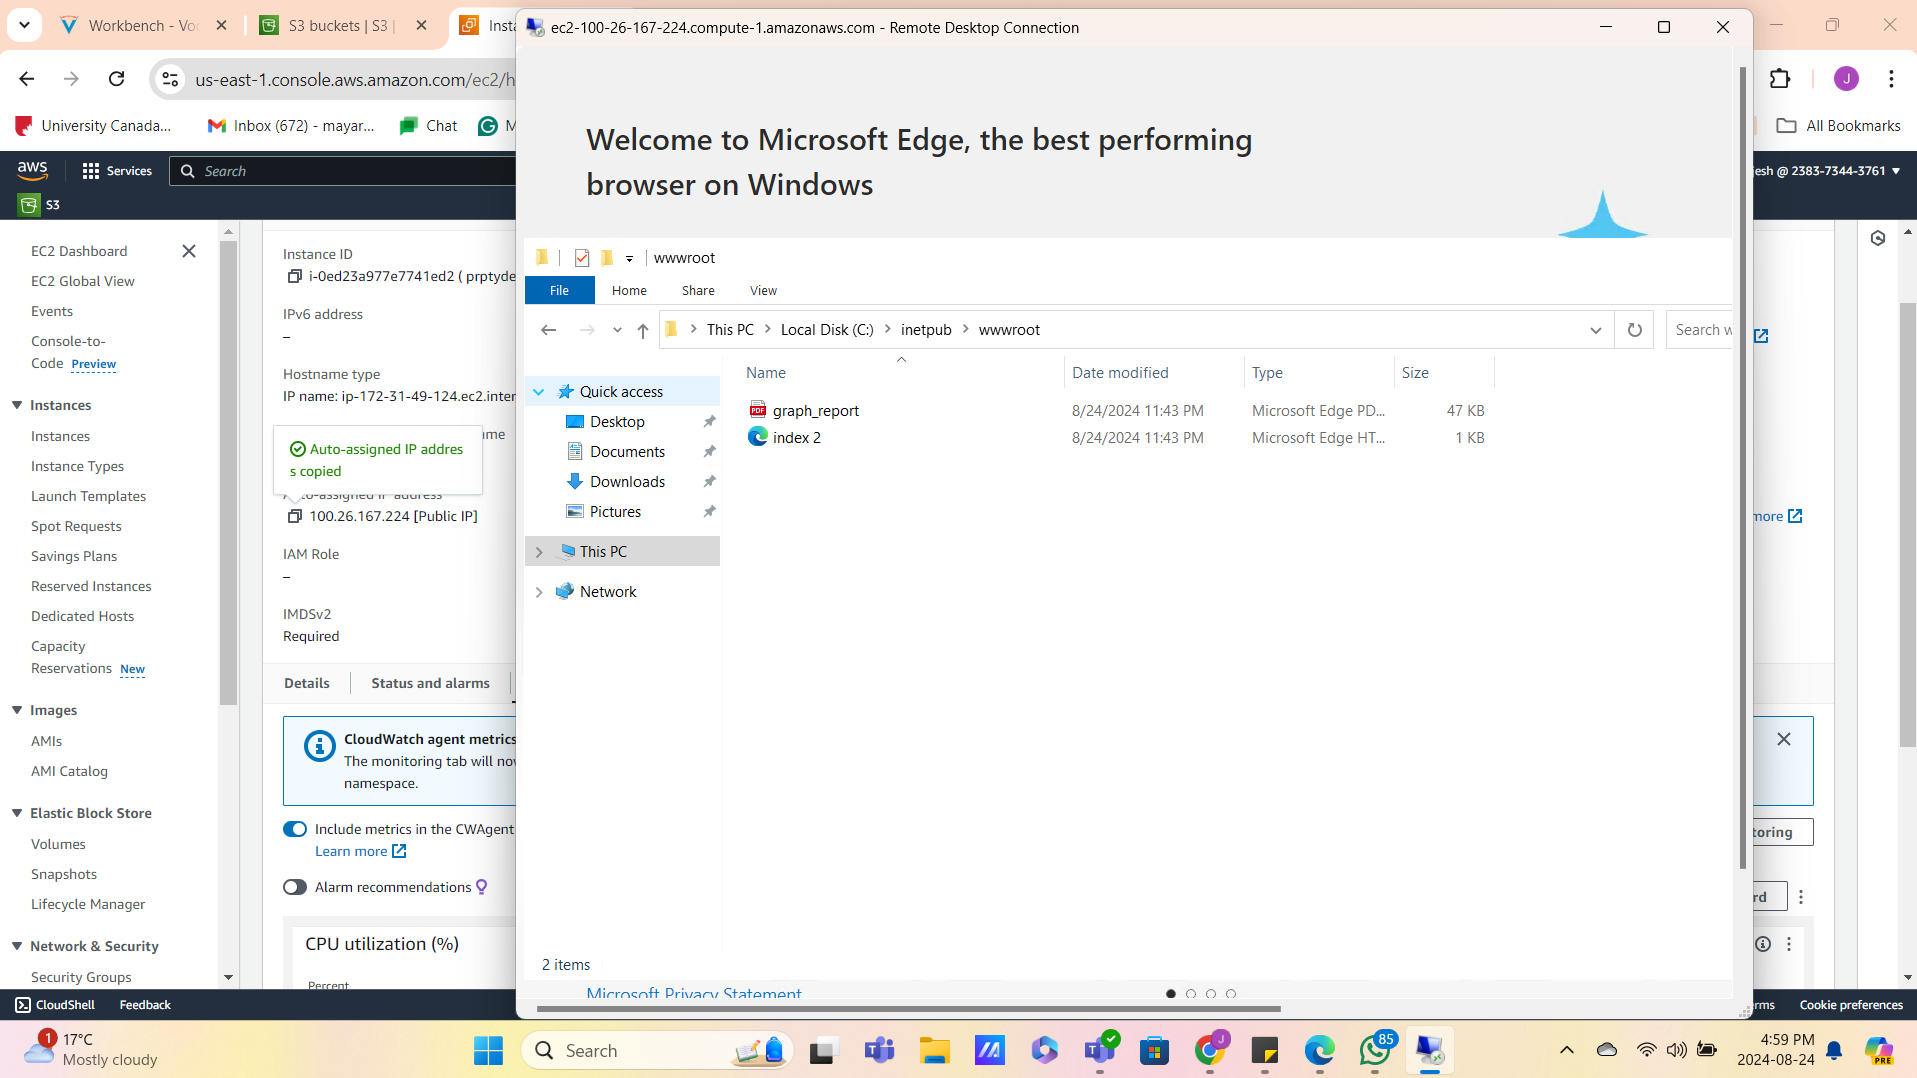 Workbench - Voc
S3 buckets | S3 |
Insta
ec2-100-26-167-224.compute-1.amazonaws.com - Remote Desktop Connection
us-east-1.console.aws.amazon.com/ec2/h
J
University Canada...
Inbox (672) - mayar...
Chat
M
All Bookmarks
aws
Services
Search
jesh @ 2383-7344-3761
S3
Welcome to Microsoft Edge, the best performing
browser on Windows
EC2 Dashboard
EC2 Global View
Events
Console-to-
Code Preview
Instances
Instances
Instance Types
Launch Templates
Spot Requests
Savings Plans
Reserved Instances
Dedicated Hosts
Capacity
Reservations New
Images
AMIs
AMI Catalog
Elastic Block Store
Volumes
Snapshots
Lifecycle Manager
Network & Security
Security Groups
Instance ID
i-0ed23a977e7741ed2 ( prptyde
IPv6 address
–
Hostname type
IP name: ip-172-31-49-124.ec2.inter
me
Auto-assigned IP addres
s copied
Auto-assigned IP address
100.26.167.224 [Public IP]
IAM Role
–
IMDSv2
Required
Details
Status and alarms
CloudWatch agent metrics
The monitoring tab will now
namespace.
Include metrics in the CWAgent
Learn more
Alarm recommendations
CPU utilization (%)
Percent
wwwroot
File
Home
Share
View
This PC
Local Disk (C:)
inetpub
wwwroot
Search w
Quick access
Desktop
Documents
Downloads
Pictures
This PC
Network
Name
Date modified
Type
Size
PDF
graph_report
8/24/2024 11:43 PM
Microsoft Edge PD...
47 KB
index 2
8/24/2024 11:43 PM
Microsoft Edge HT...
1 KB
2 items
Microsoft Privacy Statement
more
toring
rd
CloudShell
Feedback
erms
Cookie preferences
1
17°C
Mostly cloudy
Search
J
85
4:59 PM
2024-08-24
PRE